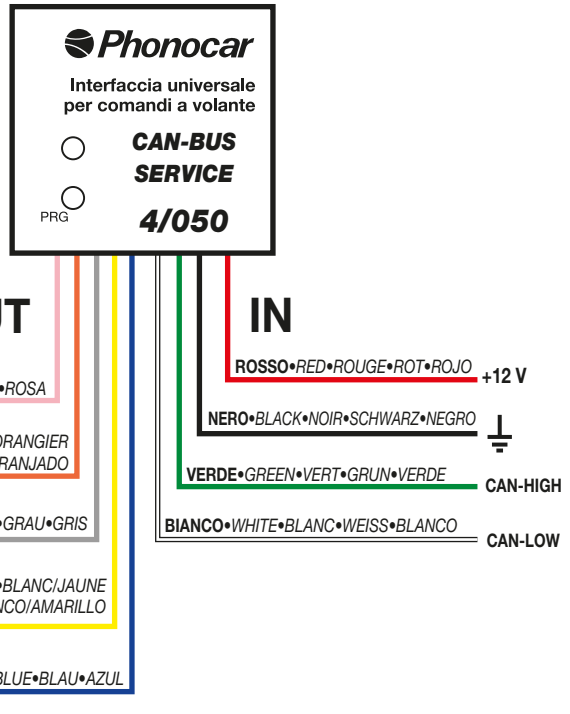 Phonocar
Interfaccia universale
per comandi a volante
CAN-BUS
SERVICE
PRG
4/050
UT
IN
ROSSO•RED•ROUGE•ROT•ROJO
+12 V
•ROSA
NERO•BLACK•NOIR•SCHWARZ•NEGRO
ORANGIER
RANJADO
VERDE•GREEN•VERT•GRUN•VERDE
CAN-HIGH
•GRAU•GRIS
BIANCO•WHITE•BLANC•WEISS•BLANCO
CAN-LOW
•BLANC/JAUNE
NCO/AMARILLO
BLUE•BLAU•AZUL